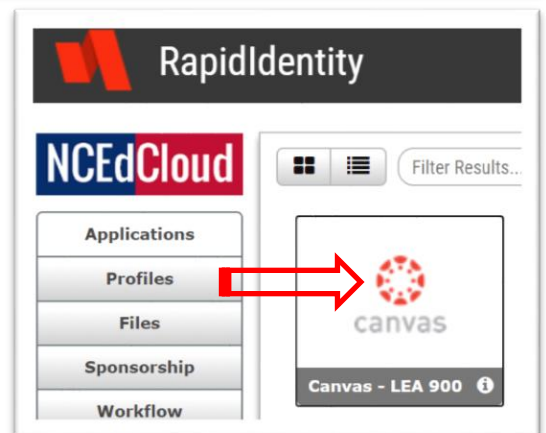 RapidIdentity
NCEdCloud
Filter Results...
Applications
Profiles
Files
Sponsorship
Workflow
canvas
Canvas - LEA 900